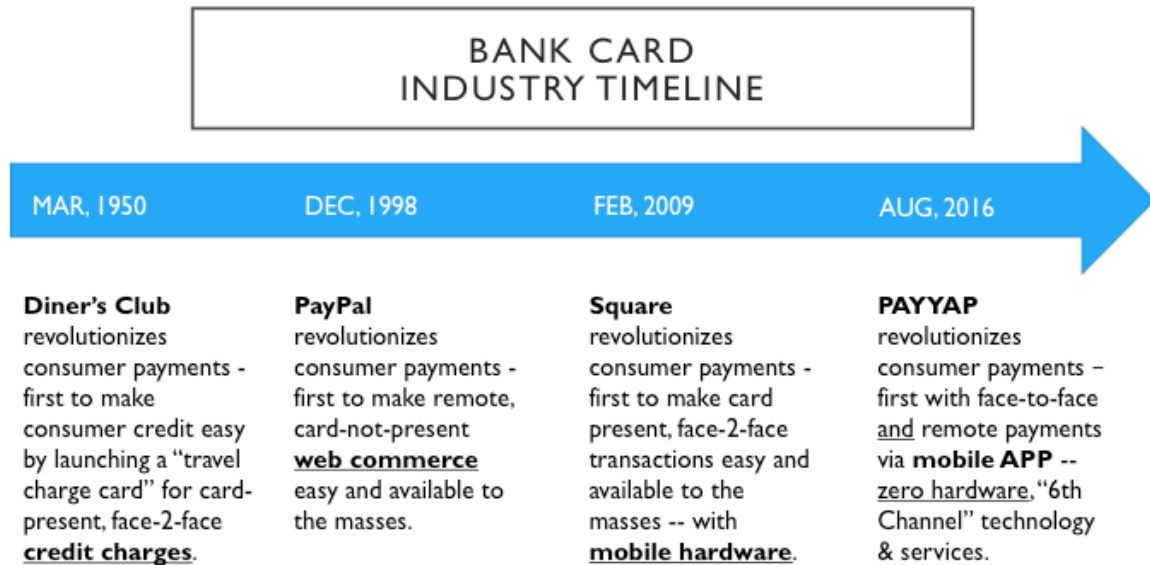 BANK CARD
INDUSTRY TIMELINE
MAR, 1950
DEC, 1998
FEB, 2009
AUG, 2016
Diner's Club
revolutionizes
consumer payments -
first to make
consumer credit easy
by launching a “travel
charge card” for card-
present, face-2-face
credit charges.
PayPal
revolutionizes
consumer payments -
first to make remote,
card-not-present
web commerce
easy and available to
the masses.
Square
revolutionizes
consumer payments -
first to make card
present, face-2-face
transactions easy and
available to the
masses -- with
mobile hardware.
PAYYAP
revolutionizes
consumer payments –
first with face-to-face
and remote payments
via mobile APP --
zero hardware, “6th
Channel” technology
& services.